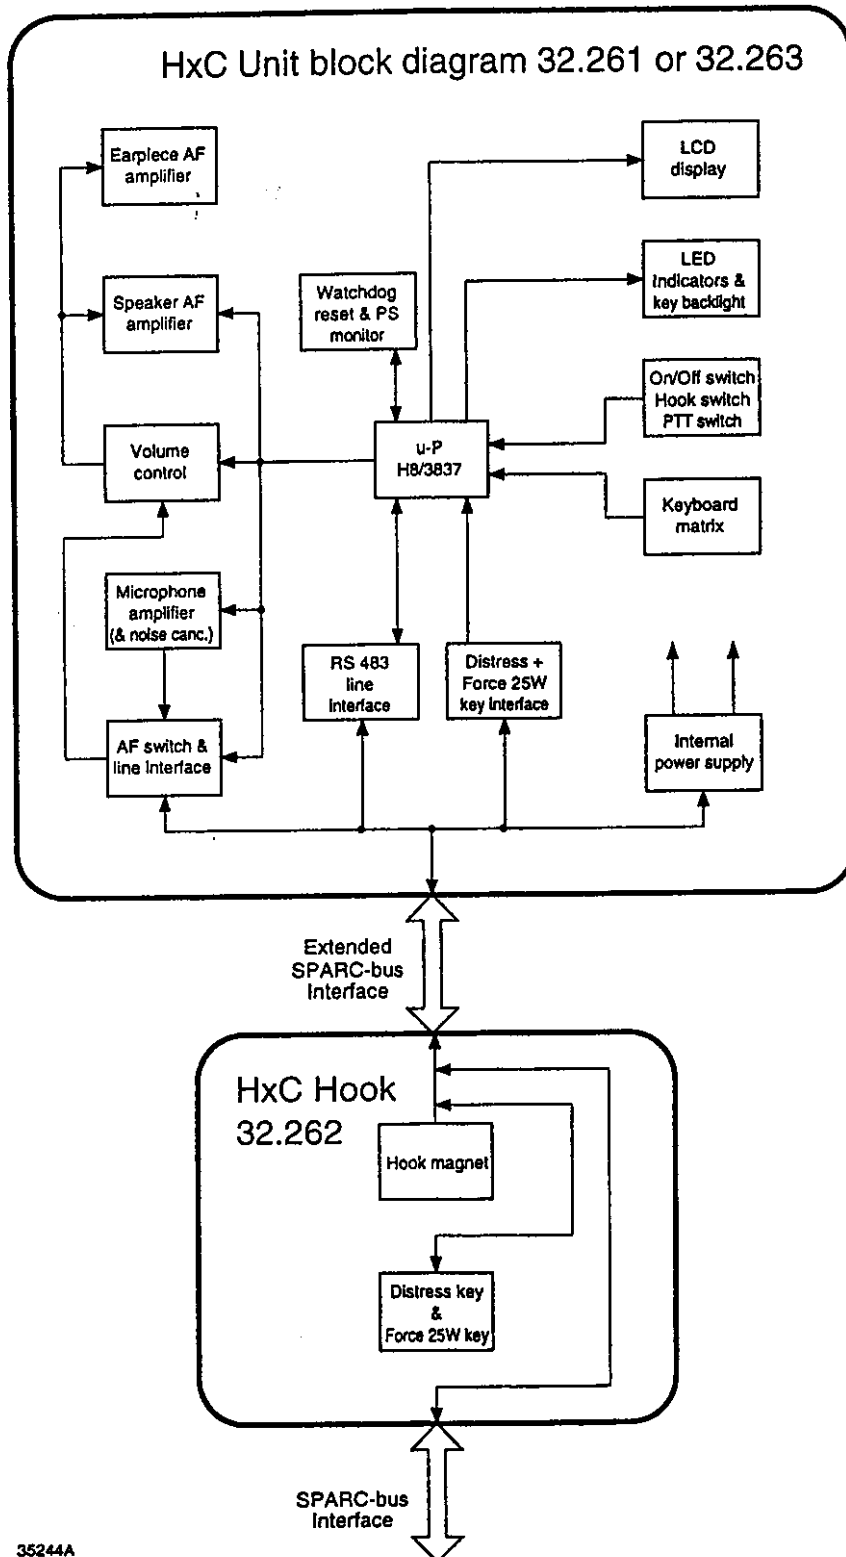 HxC Unit block diagram 32.261 or 32.263
Earpiece AF
amplifier
LCD
display
Speaker AF
amplifier
Watchdog
reset & PS
monitor
LED
Indicators &
key backlight
On/Off switch
Hook switch
PTT switch
Volume
control
u-P
H8/3837
Keyboard
matrix
Microphone
amplifier
(& noise canc.)
RS 483
line
Interface
Distress +
Force 25W
key Interface
AF switch &
line Interface
Internal
power supply
Extended
SPARC-bus
Interface
HxC Hook
32.262
Hook magnet
Distress key
&
Force 25W key
SPARC-bus
Interface
35244A